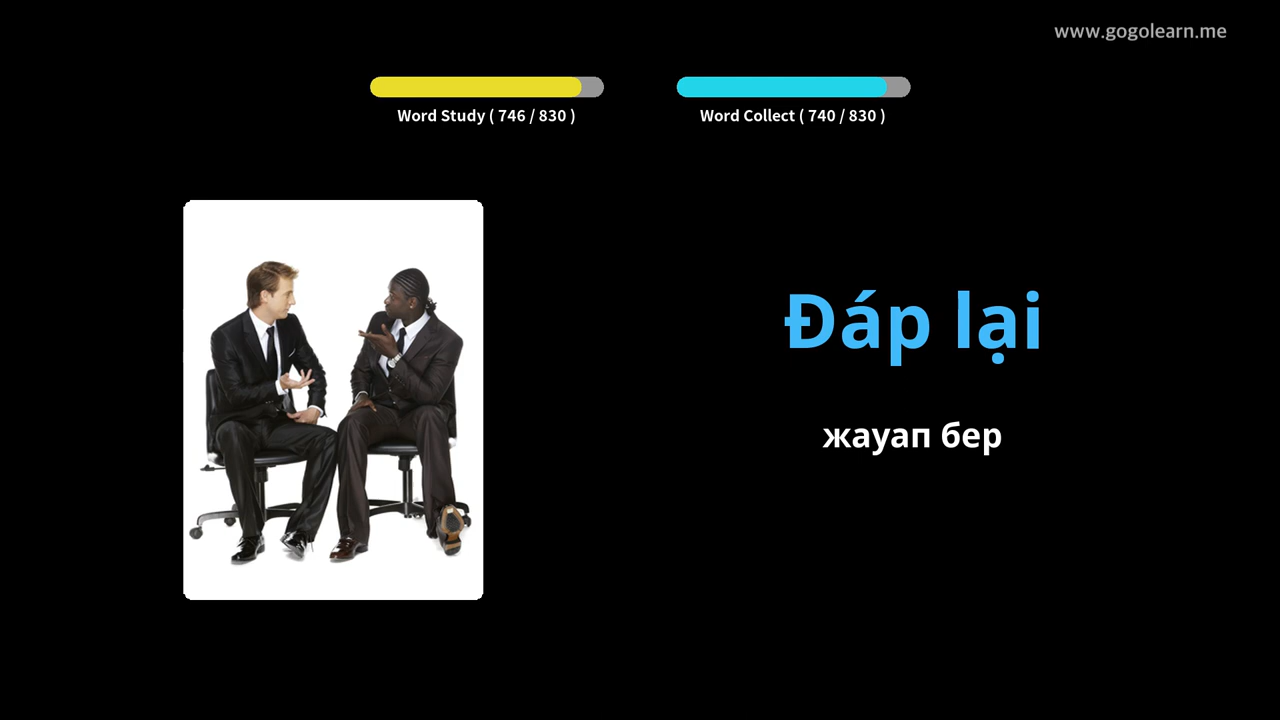 www.gogolearn.me
Word Study ( 746 / 830 )
Word Collect ( 740 / 830 )
Đáp lại
жауап бер